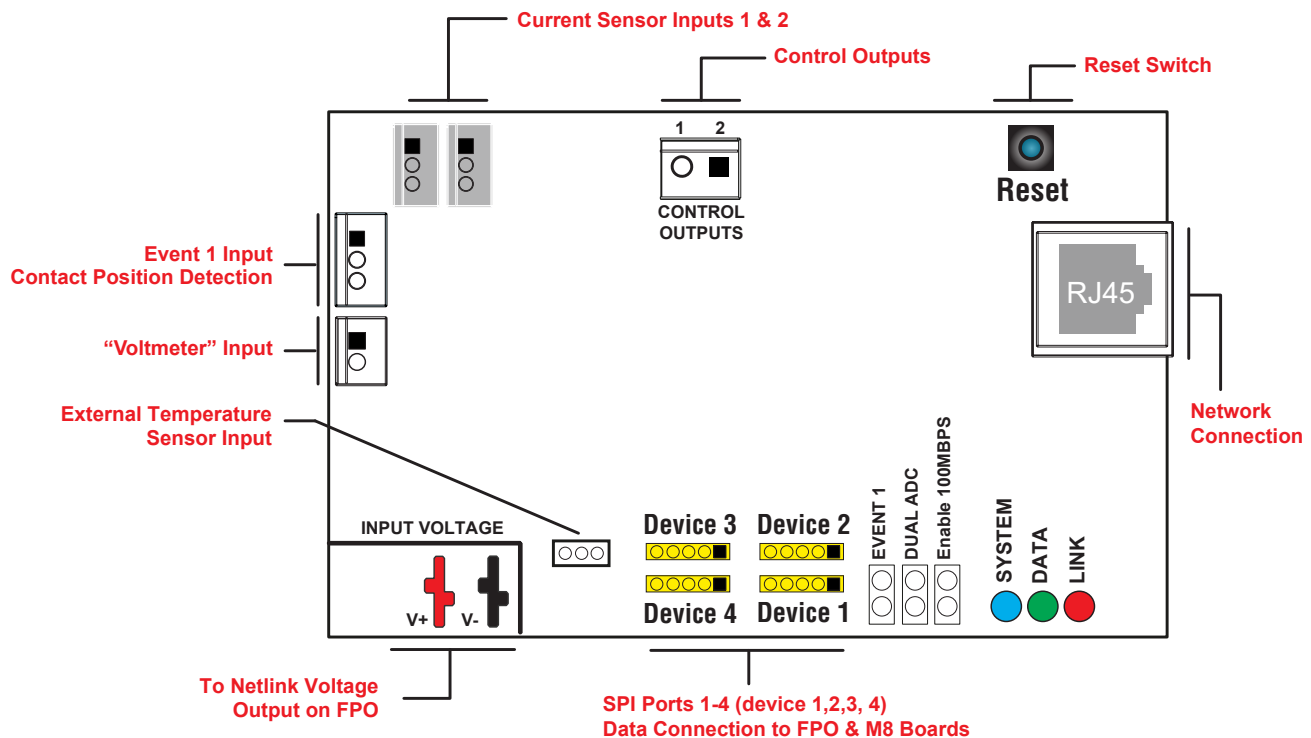 Current Sensor Inputs 1 & 2
Control Outputs
Reset Switch
1 2
CONTROL
OUTPUTS
Reset
Event 1 Input
Contact Position Detection
RJ45
“Voltmeter” Input
External Temperature
Sensor Input
Network
Connection
INPUT VOLTAGE
V+ V-
Device 3 Device 2
Device 4 Device 1
EVENT 1
DUAL ADC
Enable 100MBPS
SYSTEM
DATA
LINK
To Netlink Voltage
Output on FPO
SPI Ports 1-4 (device 1,2,3, 4)
Data Connection to FPO & M8 Boards